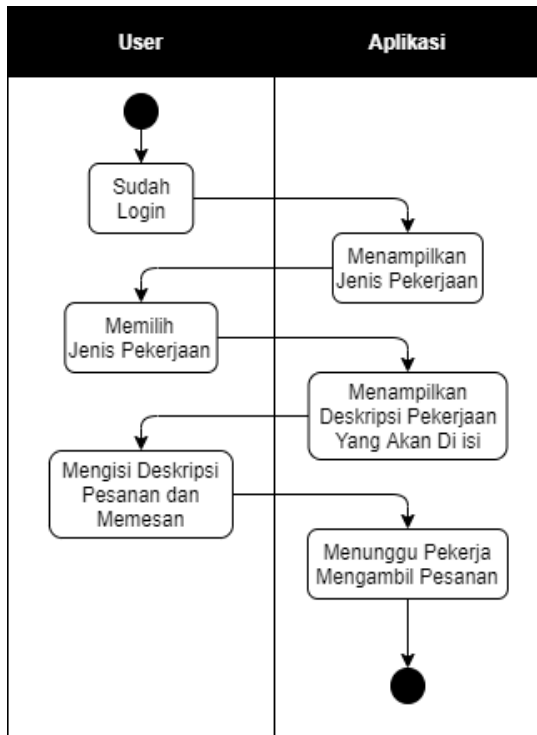 User
Aplikasi
Sudah
Login
Menampilkan
Jenis Pekerjaan
Memilih
Jenis Pekerjaan
Menampilkan
Deskripsi Pekerjaan
Yang Akan Di isi
Mengisi Deskripsi
Pesanan dan
Memesan
Menunggu Pekerja
Mengambil Pesanan